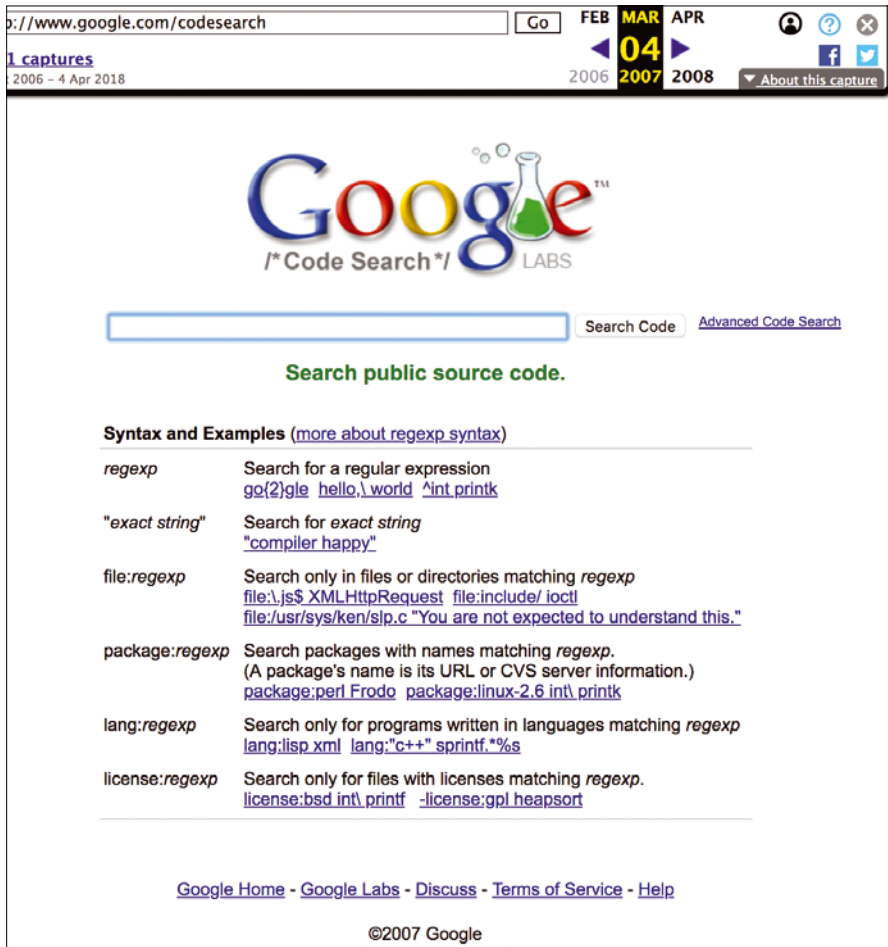 ://www.google.com/codesearch Go FEB MAR APR
04
1 captures
2006 – 4 Apr 2018 2006 2007 2008 About this capture
Google™
/*Code Search*/ LABS
Search Code Advanced Code Search
Search public source code.
Syntax and Examples (more about regexp syntax)
regexp Search for a regular expression
go{2}gle hello,\ world ^int printk
"exact string" Search for exact string
"compiler happy"
file:regexp Search only in files or directories matching regexp
file:\.js$ XMLHttpRequest file:include/ ioctl
file:/usr/sys/ken/slp.c "You are not expected to understand this."
package:regexp Search packages with names matching regexp.
(A package's name is its URL or CVS server information.)
package:perl Frodo package:linux-2.6 int\ printk
lang:regexp Search only for programs written in languages matching regexp
lang:lisp xml lang:"c++" sprintf.*%s
license:regexp Search only for files with licenses matching regexp.
license:bsd int\ printf -license:gpl heapsort
Google Home - Google Labs - Discuss - Terms of Service - Help
©2007 Google